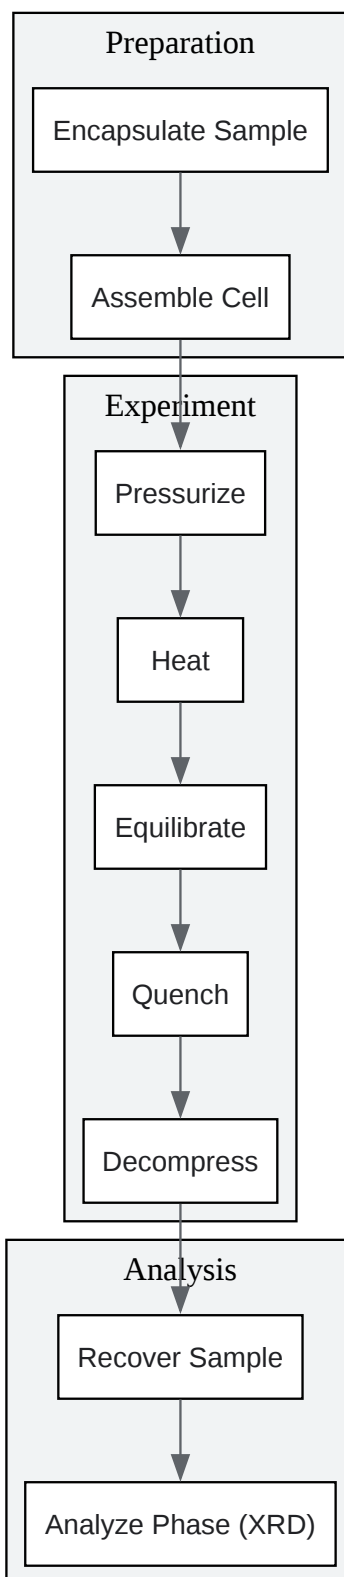 Preparation
Encapsulate Sample
Assemble Cell
Experiment
Pressurize
Heat
Equilibrate
Quench
Decompress
Analysis
Recover Sample
Analyze Phase (XRD)